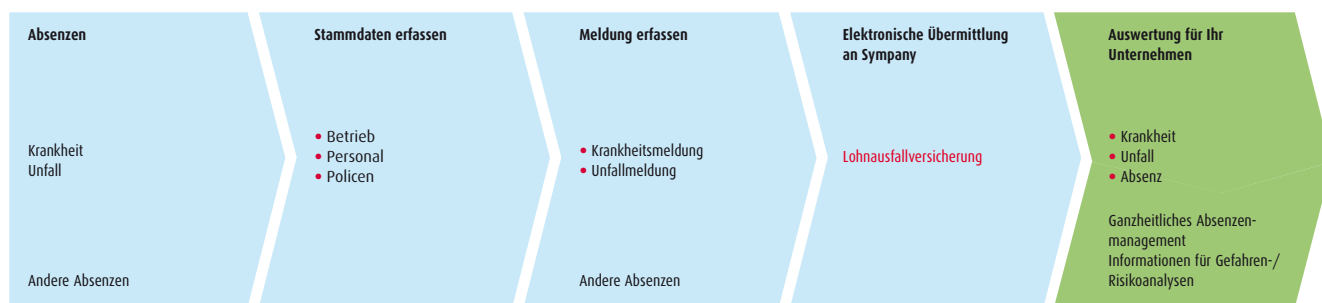 Absenzen
Krankheit
Unfall
Andere Absenzen
Stammdaten erfassen
• Betrieb
• Personal
• Policen
Meldung erfassen
• Krankheitsmeldung
• Unfallmeldung
Andere Absenzen
Elektronische Übermittlung
an Sympany
Lohnausfallversicherung
Auswertung für Ihr
Unternehmen
• Krankheit
• Unfall
• Absenz
Ganzheitliches Absenzen-
management
Informationen für Gefahren-/
Risikoanalysen